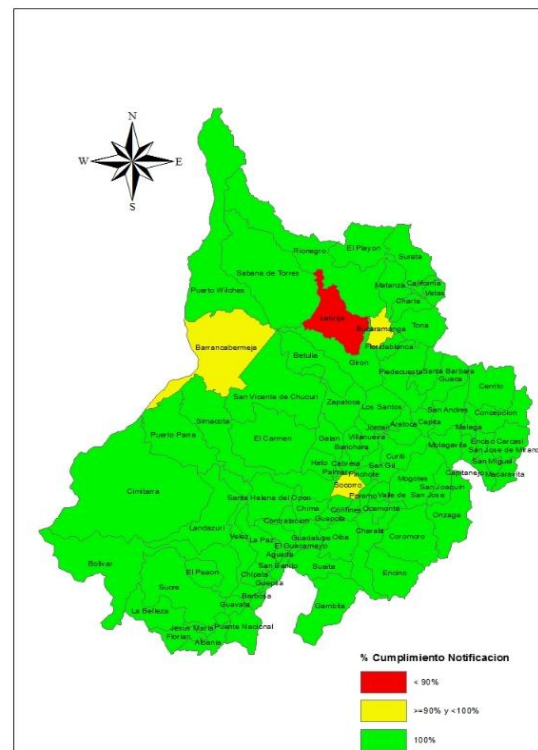 N
W E
S
Rionegro
El Playon
Surata
Sabana de Torres
Matanza
California
Vetas
Puerto Wilches
Charta
Lebrija
Bucaramanga
Tona
Barrancabermeja
Floridablanca
Betulia
Giron
Piedecuesta
Santa Barbara
Guaca
Cerrito
San Vicente de Chucuri
Zapatoca
Los Santos
San Andres
Concepcion
Simacota
Jordan
Aratoca
Cepita
Malaga
Puerto Parra
El Carmen
Galan
Villanueva
Barichara
Molagavita
Enciso
Carcasi
San Jose de Miranda
Hato
Cabrera
Curiti
San Miguel
Palmar
Pinchote
San Gil
Mogotes
Capitanejo
Macaravita
Socorro
San Joaquin
Cimitarra
Santa Helena del Opon
Paramo
Valle de San Jose
Chima
Confines
Ocamonte
Onzaga
Contratacion
Guapota
Landazuri
Velez
La Paz
Guadalupe
Oiba
Charala
Coromoro
El Guacamayo
Aguada
Bolivar
San Benito
Suaita
El Penon
Chipata
Encino
Sucre
Guepsa
Barbosa
La Belleza
Guavata
Gambita
Jesus Maria
Puente Nacional
Florian
Albania
% Cumplimiento Notificacion
< 90%
>=90% y <100%
100%